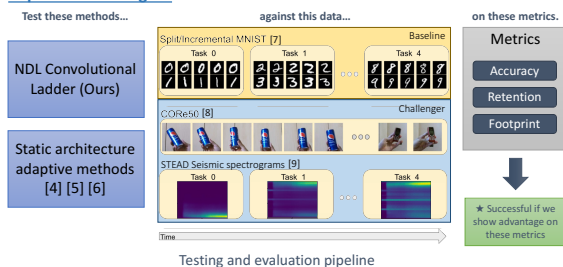 Test these methods…
against this data…
on these metrics.
NDL Convolutional
Ladder (Ours)
Static architecture
adaptive methods
[4] [5] [6]
Split/Incremental MNIST [7]
Baseline
Task 0
Task 1
Task 4
CORe50 [8]
Challenger
STEAD Seismic spectrograms [9]
Task 0
Task 1
Task 4
Time
Metrics
Accuracy
Retention
Footprint
★ Successful if we
show advantage on
these metrics
Testing and evaluation pipeline